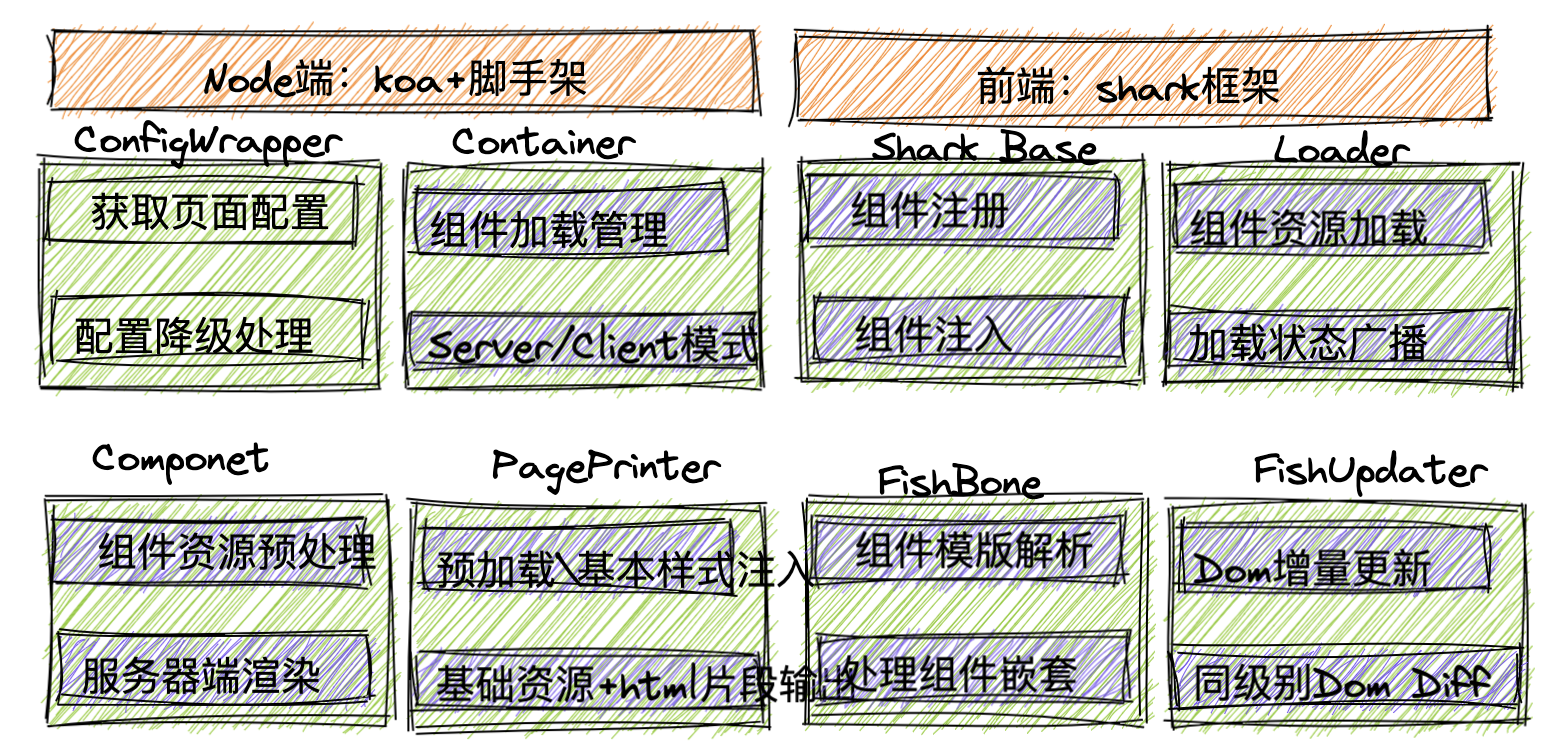 Node端：koa+脚手架
前端：shark框架
ConfigWrapper
获取页面配置
配置降级处理
Container
组件加载管理
Server/Client模式
Shark Base
组件注册
组件注入
Loader
组件资源加载
加载状态广播
Componet
组件资源预处理
服务器端渲染
PagePrinter
预加载\基本样式注入
基础资源+html片段输出
FishBone
组件模版解析
处理组件嵌套
FishUpdater
Dom增量更新
同级别Dom Diff